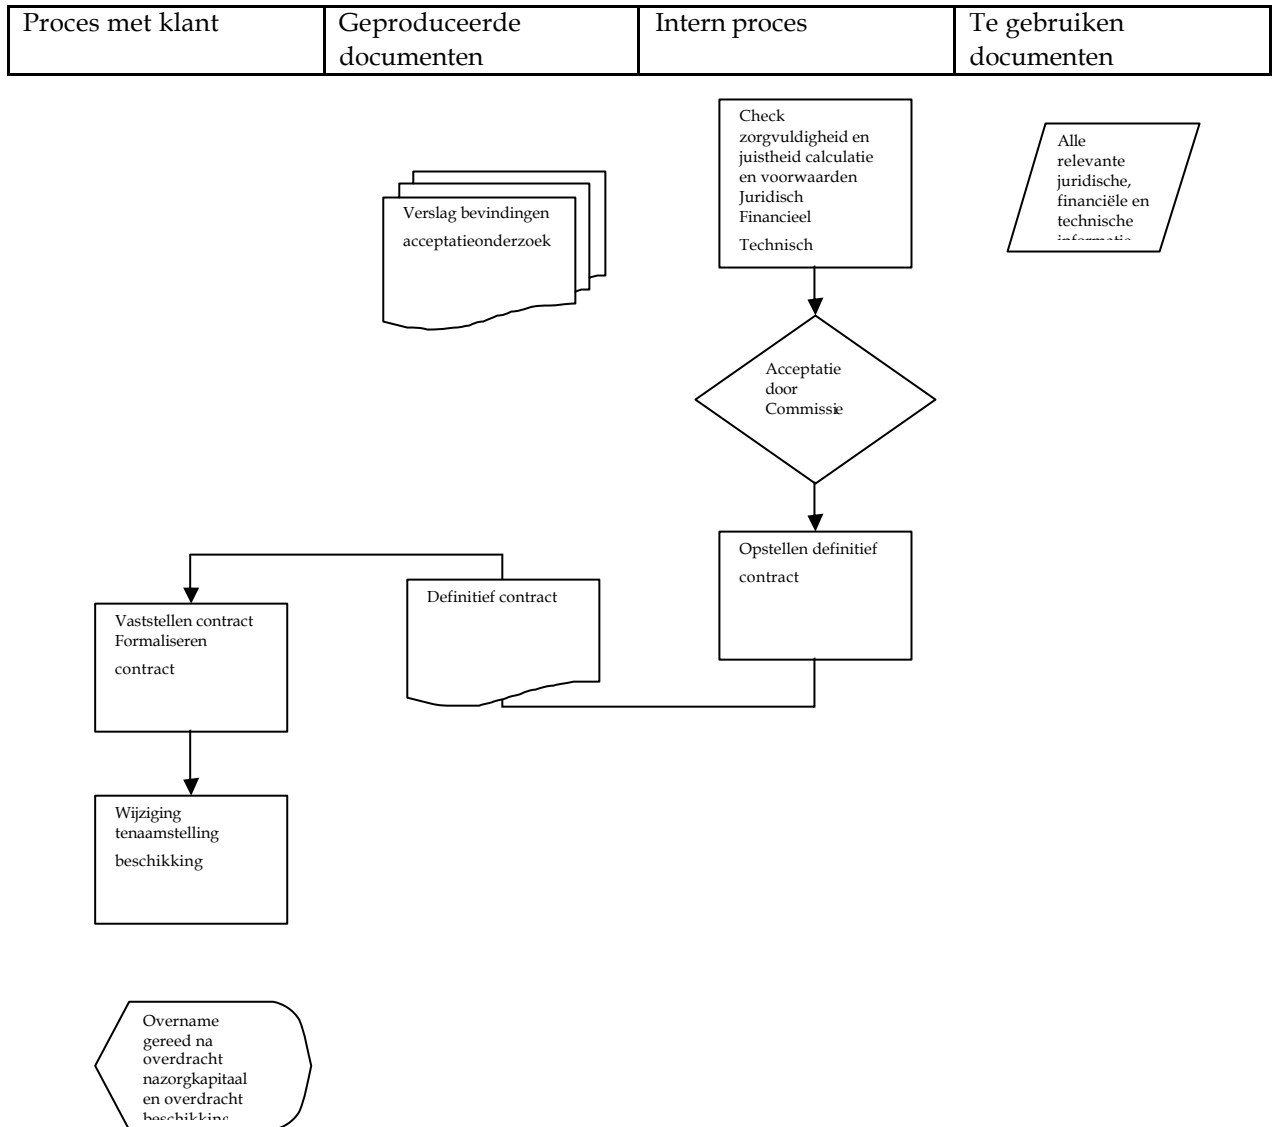 Proces met klant
Geproduceerde
documenten
Intern proces
Te gebruiken
documenten
Check
zorgvuldigheid en
juistheid calculatie
en voorwaarden
Juridisch
Financieel
Technisch
Alle
relevante
juridische,
financiële en
technische
informatie
Verslag bevindingen
acceptatieonderzoek
Acceptatie
door
Commissie
Opstellen definitief
contract
Definitief contract
Vaststellen contract
Formaliseren
contract
Wijziging
tenaamstelling
beschikking
Overname
gereed na
overdracht
nazorgkapitaal
en overdracht
beschikking